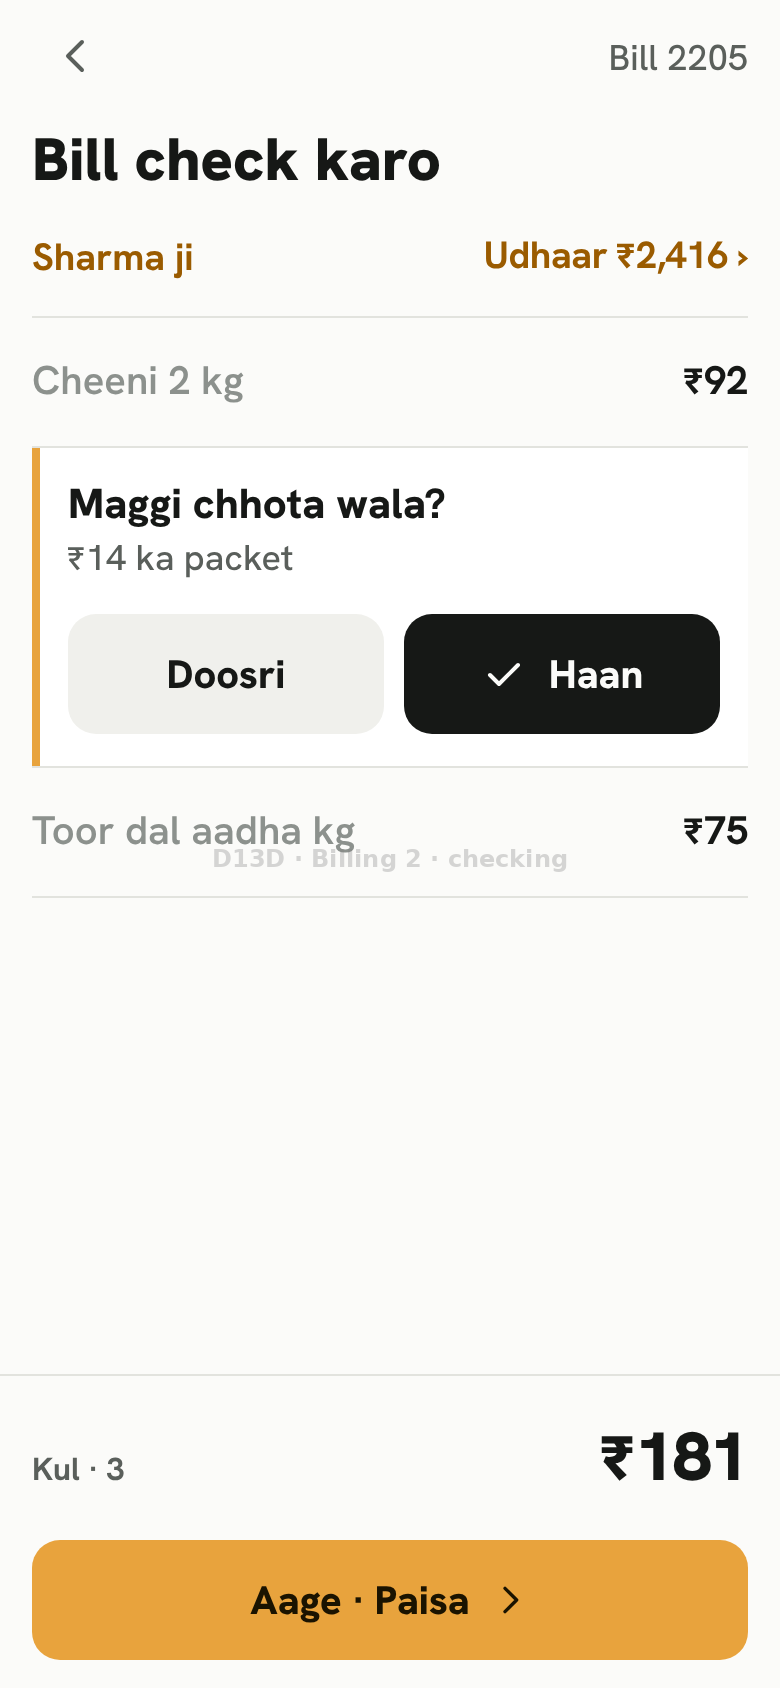 Bill 2205
Bill check karo
Sharma ji Udhaar ₹2,416 ›
Cheeni 2 kg ₹92
Maggi chhota wala?
₹14 ka packet
Doosri ✓ Haan
Toor dal aadha kg ₹75
D13D · Billing 2 · checking
Kul · 3 ₹181
Aage · Paisa